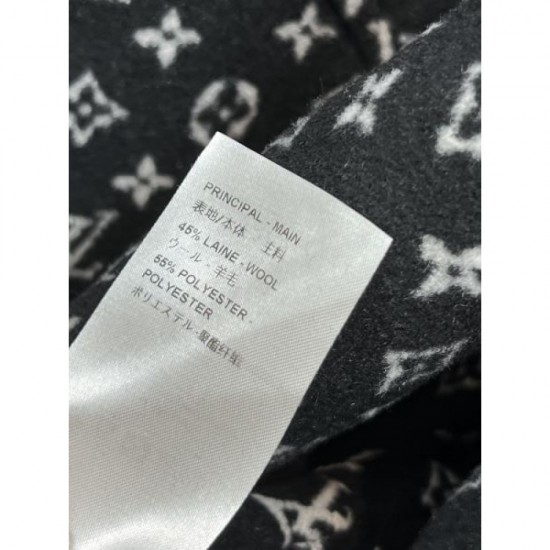 PRINCIPAL - MAIN
表地/本体 主料
45% LAINE - WOOL
ウール - 羊毛
55% POLYESTER -
POLYESTER
ポリエステル - 聚酯纤维